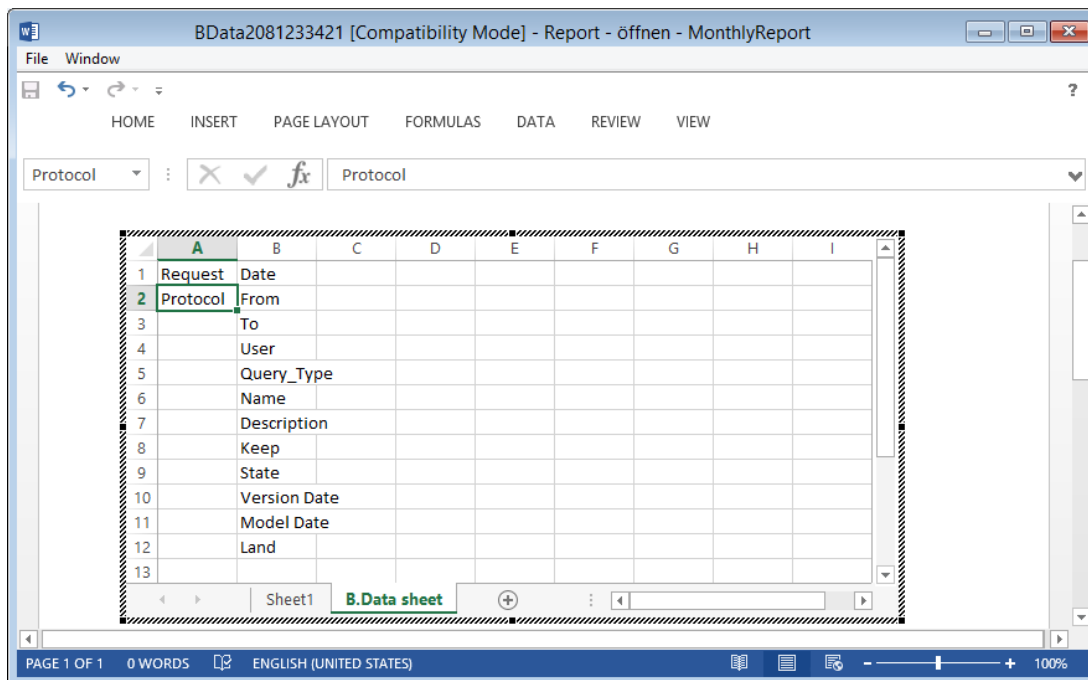 BData2081233421 [Compatibility Mode] - Report - öffnen - MonthlyReport
File Window
?
HOME INSERT PAGE LAYOUT FORMULAS DATA REVIEW VIEW
Protocol fx Protocol
A B C D E F G H I
1 Request Date
2 Protocol From
3 To
4 User
5 Query_Type
6 Name
7 Description
8 Keep
9 State
10 Version Date
11 Model Date
12 Land
13
Sheet1 B.Data sheet
PAGE 1 OF 1 0 WORDS ENGLISH (UNITED STATES) 100%